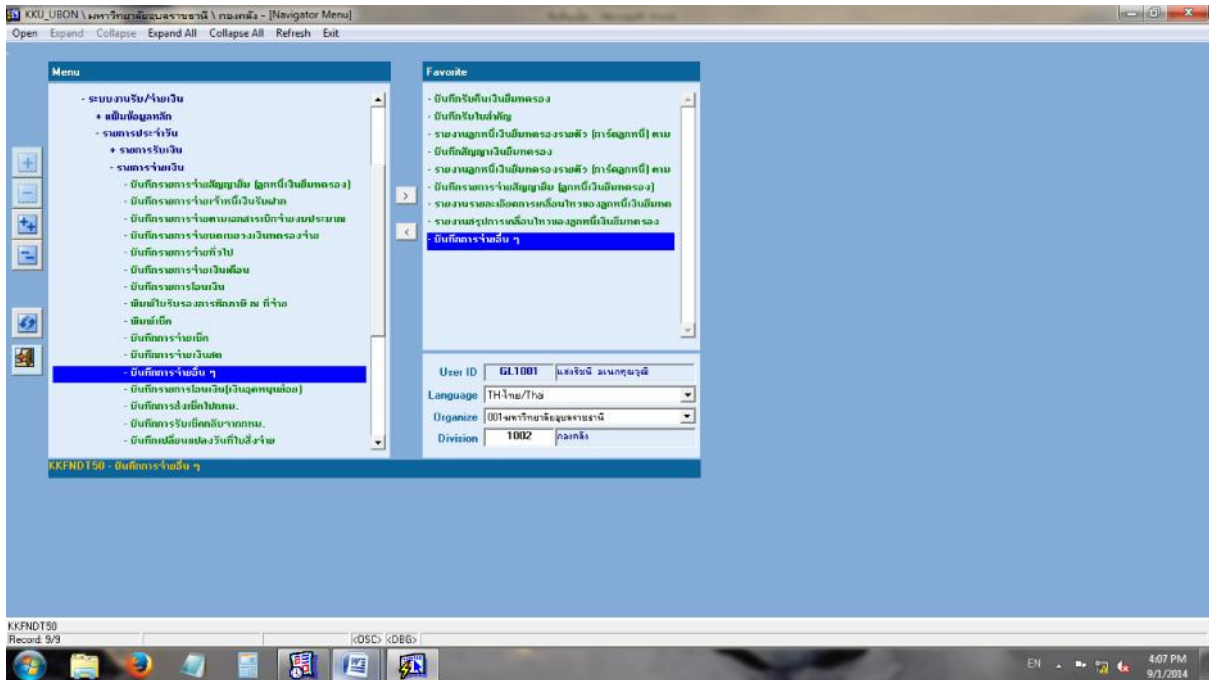 KKU_UBON \ มหาวิทยาลัยอุบลราชธานี \ กองคลัง - [Navigator Menu]
Open Expand Collapse Expand All Collapse All Refresh Exit
Menu
- ระบบงานรับ/จ่ายเงิน
+ แฟ้มข้อมูลหลัก
- รายการประจำวัน
+ รายการรับเงิน
- รายการจ่ายเงิน
- บันทึกรายการจ่ายสัญญายืม (ลูกหนี้เงินยืมทดรอง)
- บันทึกรายการจ่ายเจ้าหนี้เงินรับฝาก
- บันทึกรายการจ่ายตามเอกสารเบิกจ่ายงบประมาณ
- บันทึกรายการจ่ายทั่วไป
- บันทึกรายการจ่ายเงินเดือน
- บันทึกรายการโอนเงิน
- พิมพ์ใบรับรองการหักภาษี ณ ที่จ่าย
- พิมพ์เช็ค
- บันทึกการจ่ายเช็ค
- บันทึกการจ่ายเงินสด
- บันทึกการจ่ายอื่น ๆ
- บันทึกรายการโอนเงิน(เงินอุดหนุนย่อย)
- บันทึกการส่งเช็คไปกทม.
- บันทึกการรับเช็คกลับจากกทม.
- บันทึกเปลี่ยนแปลงวันที่ใบสั่งจ่าย
KKFNDT50 - บันทึกการจ่ายอื่น ๆ
Favorite
- บันทึกรับคืนเงินยืมทดรอง
- บันทึกรับใบสำคัญ
- รายงานลูกหนี้เงินยืมทดรองรายตัว (การ์ดลูกหนี้) ตาม
- บันทึกสัญญาเงินยืมทดรอง
- รายงานลูกหนี้เงินยืมทดรองรายตัว (การ์ดลูกหนี้) ตาม
- บันทึกรายการจ่ายสัญญายืม (ลูกหนี้เงินยืมทดรอง)
- รายงานรายละเอียดการเคลื่อนไหวของลูกหนี้เงินยืมทด
- รายงานสรุปการเคลื่อนไหวของลูกหนี้เงินยืมทดรอง
- บันทึกการจ่ายอื่น ๆ
User ID GL1001 แสงรัชนี
Language TH-ไทย/Thai
Organize 001-มหาวิทยาลัยอุบลราชธานี
Division 1002 กองคลัง
KKFNDT50
Record: 9/9 <OSC> <DBG>
EN 4:07 PM
9/1/2014